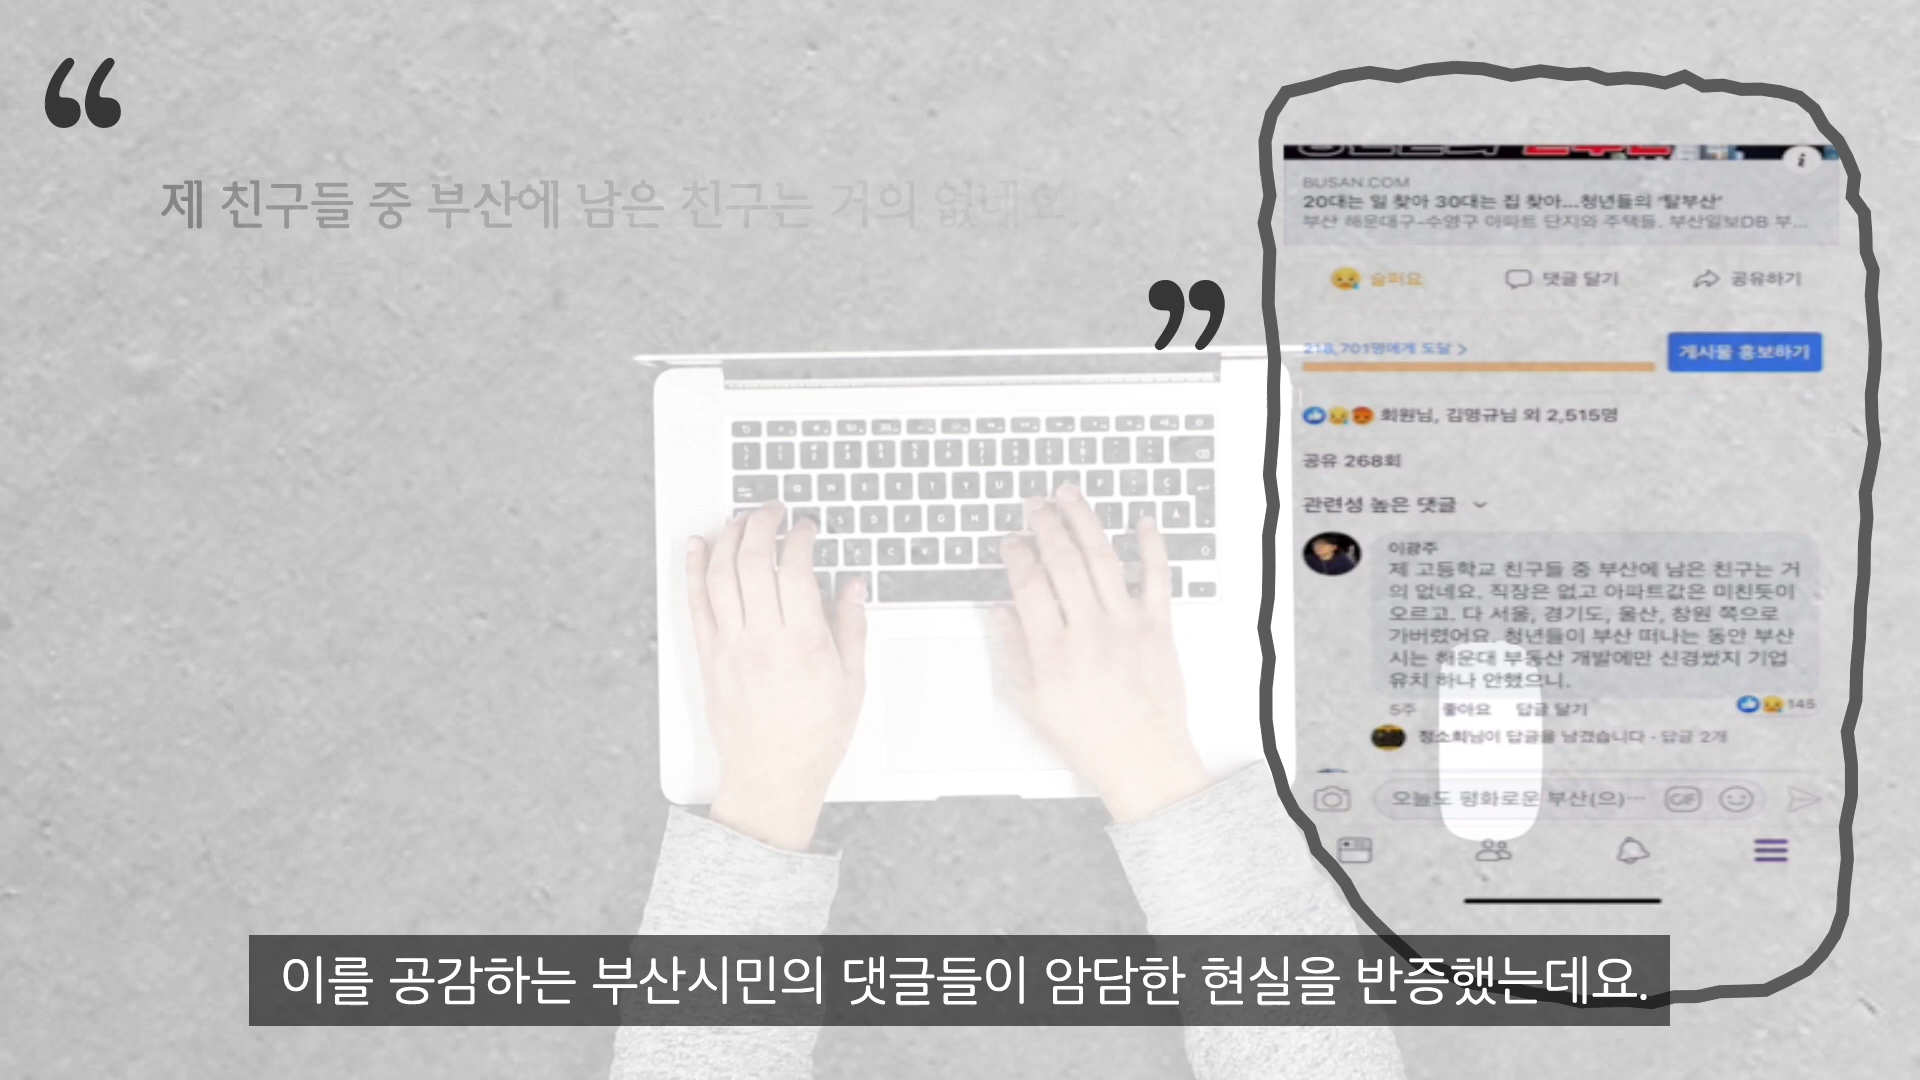 “
제 친구들 중 부산에 남은 친구는 거의 없네요
”
BUSAN.COM
20대는 일 찾아 30대는 집 찾아...청년들의 "탈부산"
부산 해운대구-수영구 아파트 단지와 주택들. 부산일보DB 부...
슬퍼요 댓글 달기 공유하기
218,701명에게 도달 >
게시물 홍보하기
회원님, 김명규님 외 2,515명
공유 268회
관련성 높은 댓글
이광주
제 고등학교 친구들 중 부산에 남은 친구는 거
의 없네요. 직장은 없고 아파트값은 미친듯이
오르고. 다 서울, 경기도, 울산, 창원 쪽으로
가버렸어요. 청년들이 부산 떠나는 동안 부산
시는 해운대 부동산 개발에만 신경썼지 기업
유치 하나 안했으니.
5주 좋아요 답글 달기 145
정소희님이 답글을 남겼습니다 · 답글 2개
오늘도 평화로운 부산(으)··· GIF
이를 공감하는 부산시민의 댓글들이 암담한 현실을 반증했는데요.